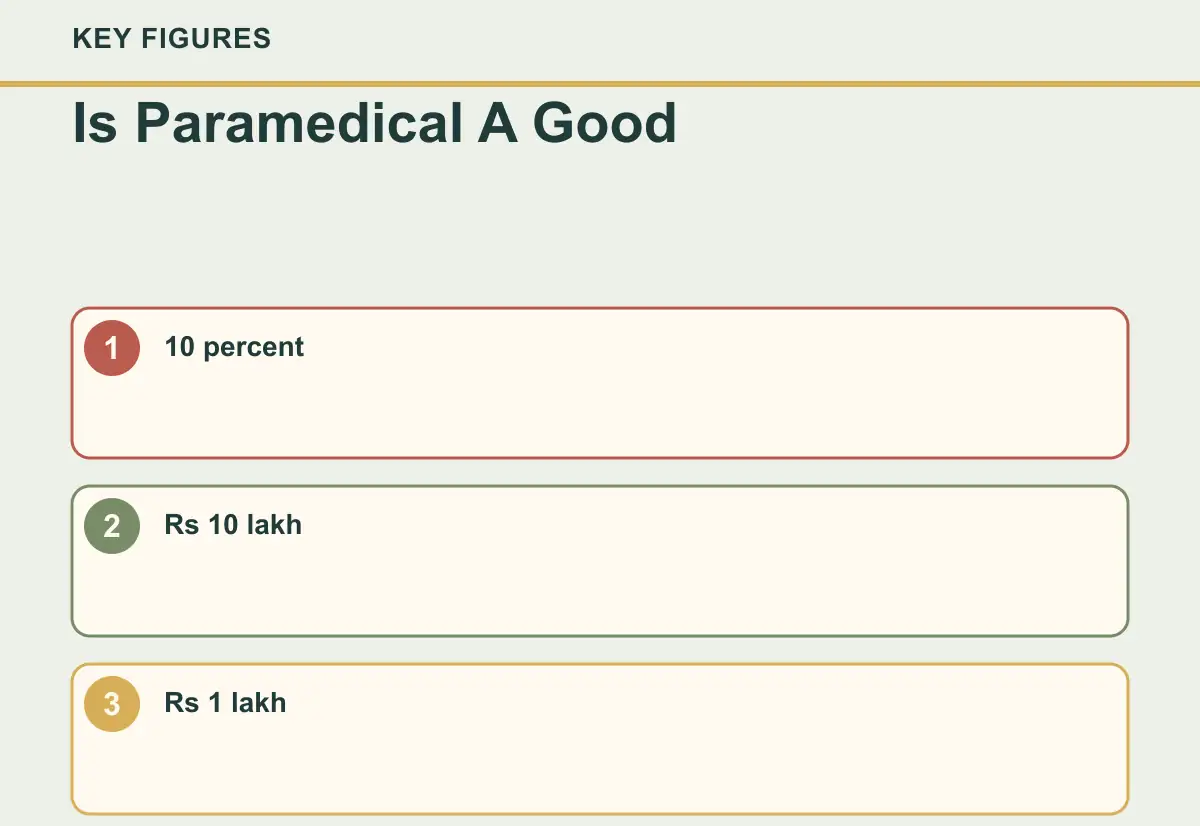 KEY FIGURES
Is Paramedical A Good
1 10 percent
2 Rs 10 lakh
3 Rs 1 lakh